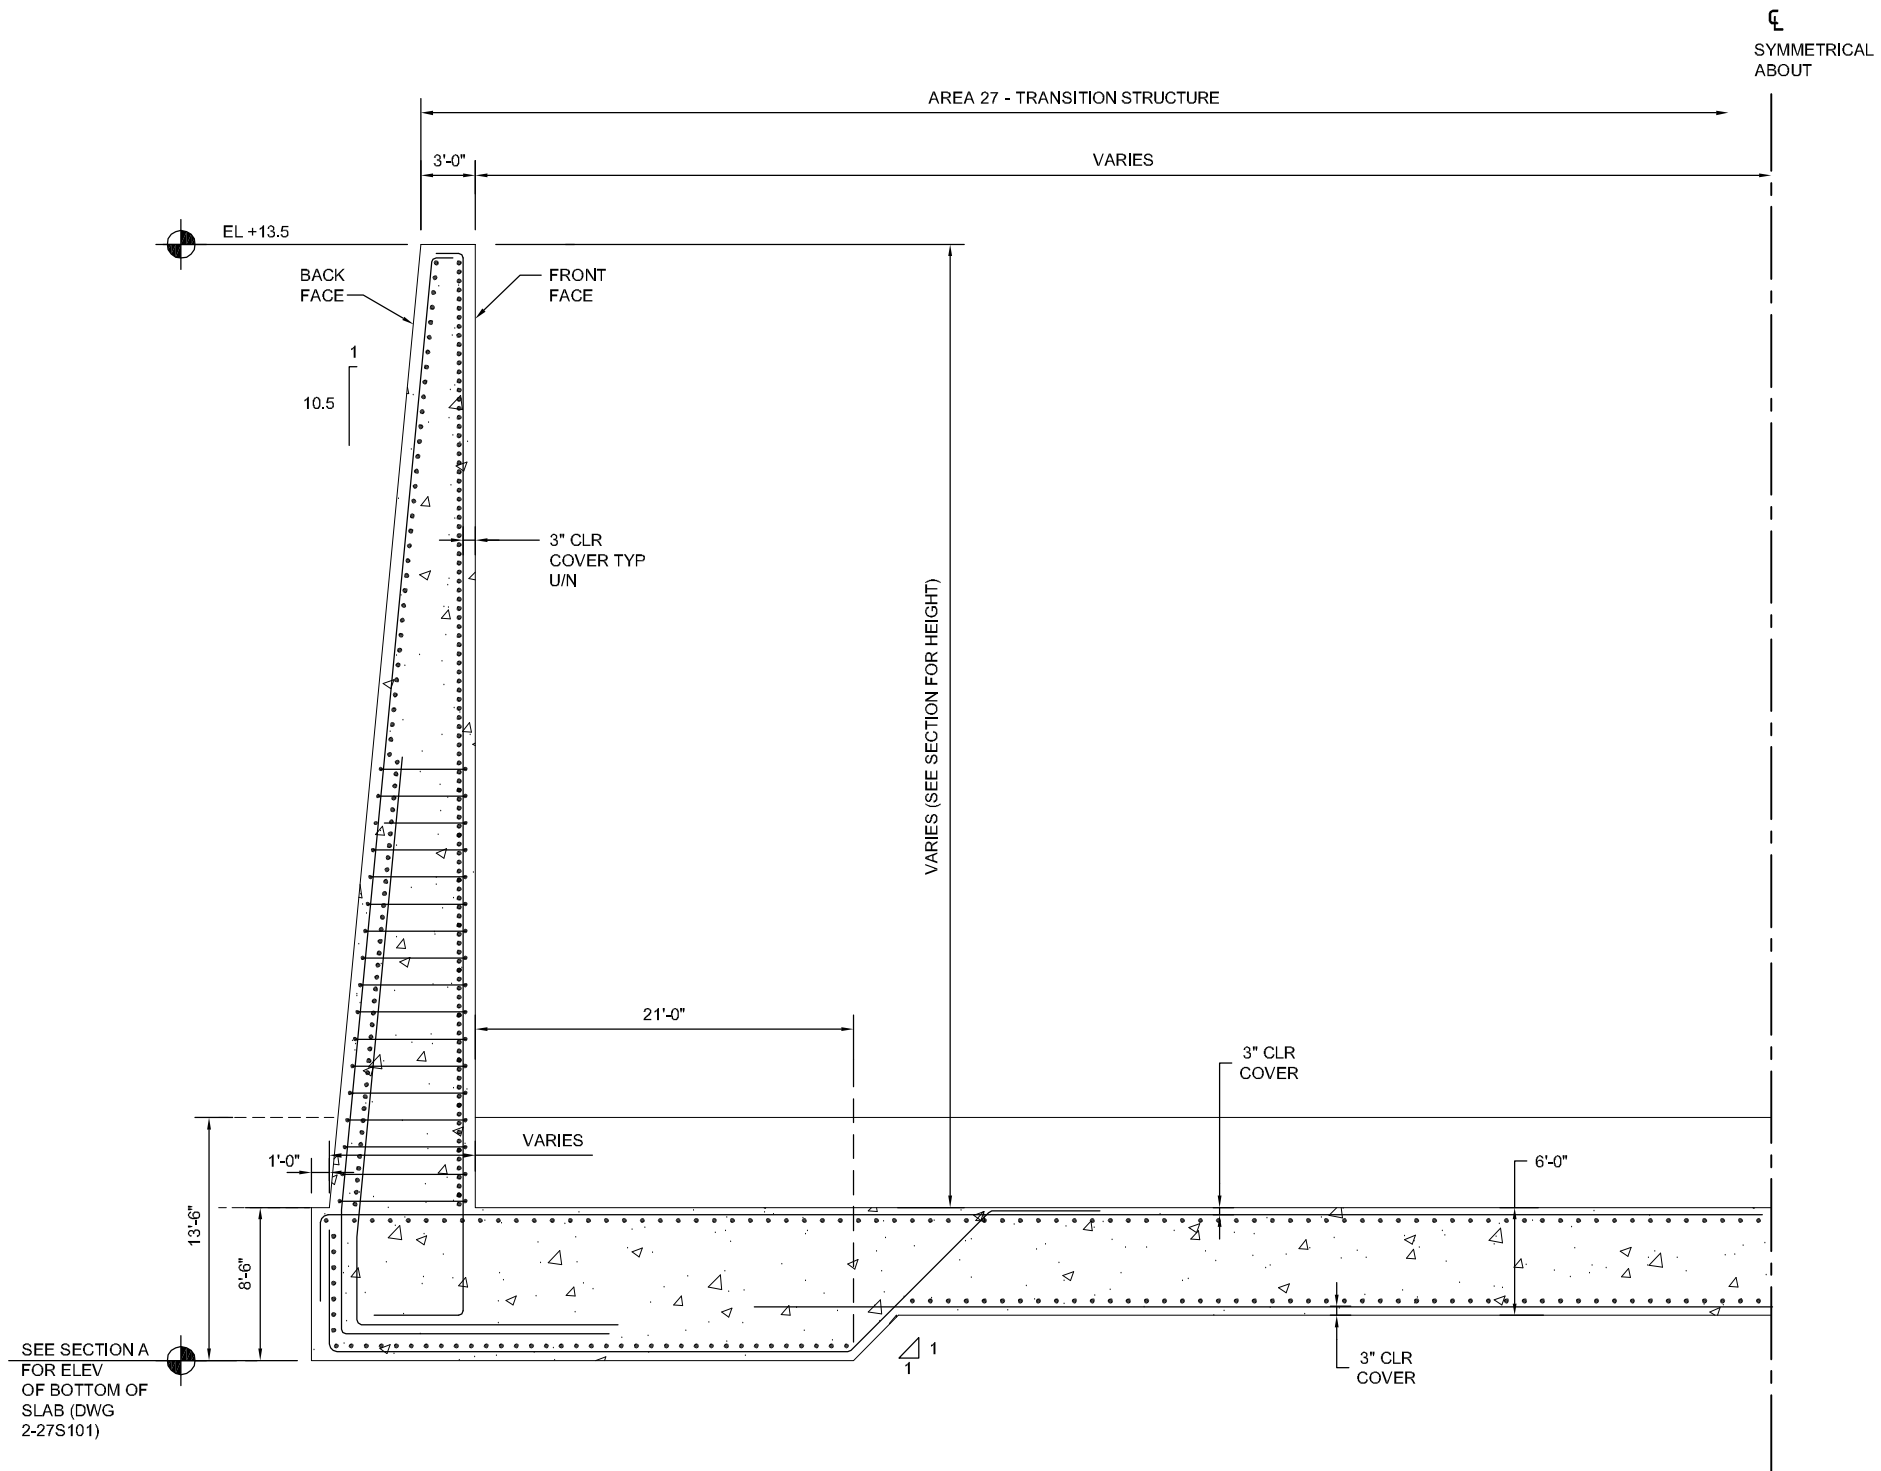 ℄
SYMMETRICAL
ABOUT
AREA 27 - TRANSITION STRUCTURE
3'-0"
VARIES
EL +13.5
BACK
FACE
FRONT
FACE
1
10.5
3" CLR
COVER TYP
U/N
VARIES (SEE SECTION FOR HEIGHT)
21'-0"
3" CLR
COVER
VARIES
1'-0"
6'-0"
13'-6"
8'-6"
SEE SECTION A
FOR ELEV
OF BOTTOM OF
SLAB (DWG
2-27S101)
1
1
3" CLR
COVER